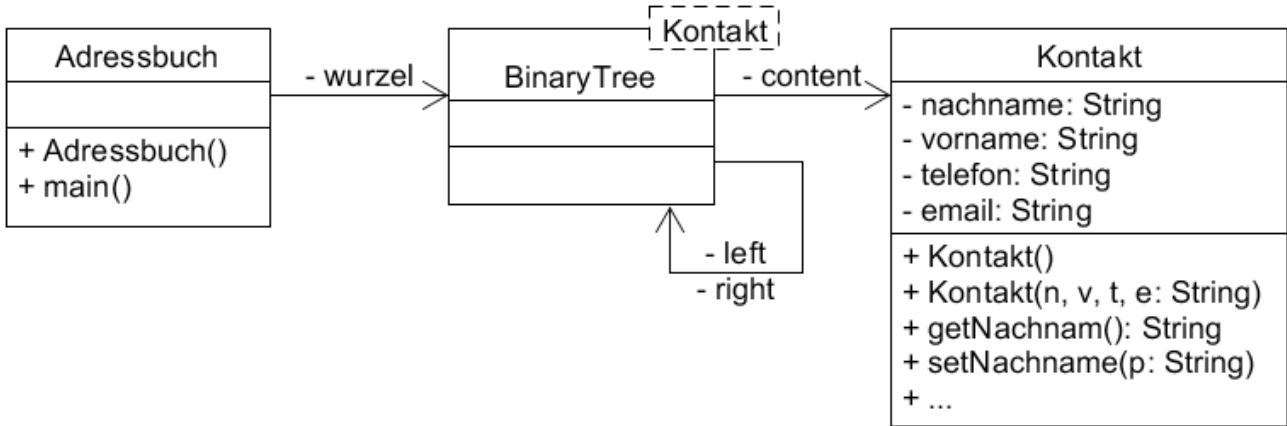 Adressbuch
+ Adressbuch()
+ main()
- wurzel
Kontakt
BinaryTree
- left
- right
- content
Kontakt
- nachname: String
- vorname: String
- telefon: String
- email: String
+ Kontakt()
+ Kontakt(n, v, t, e: String)
+ getNachnam(): String
+ setNachname(p: String)
+ ...